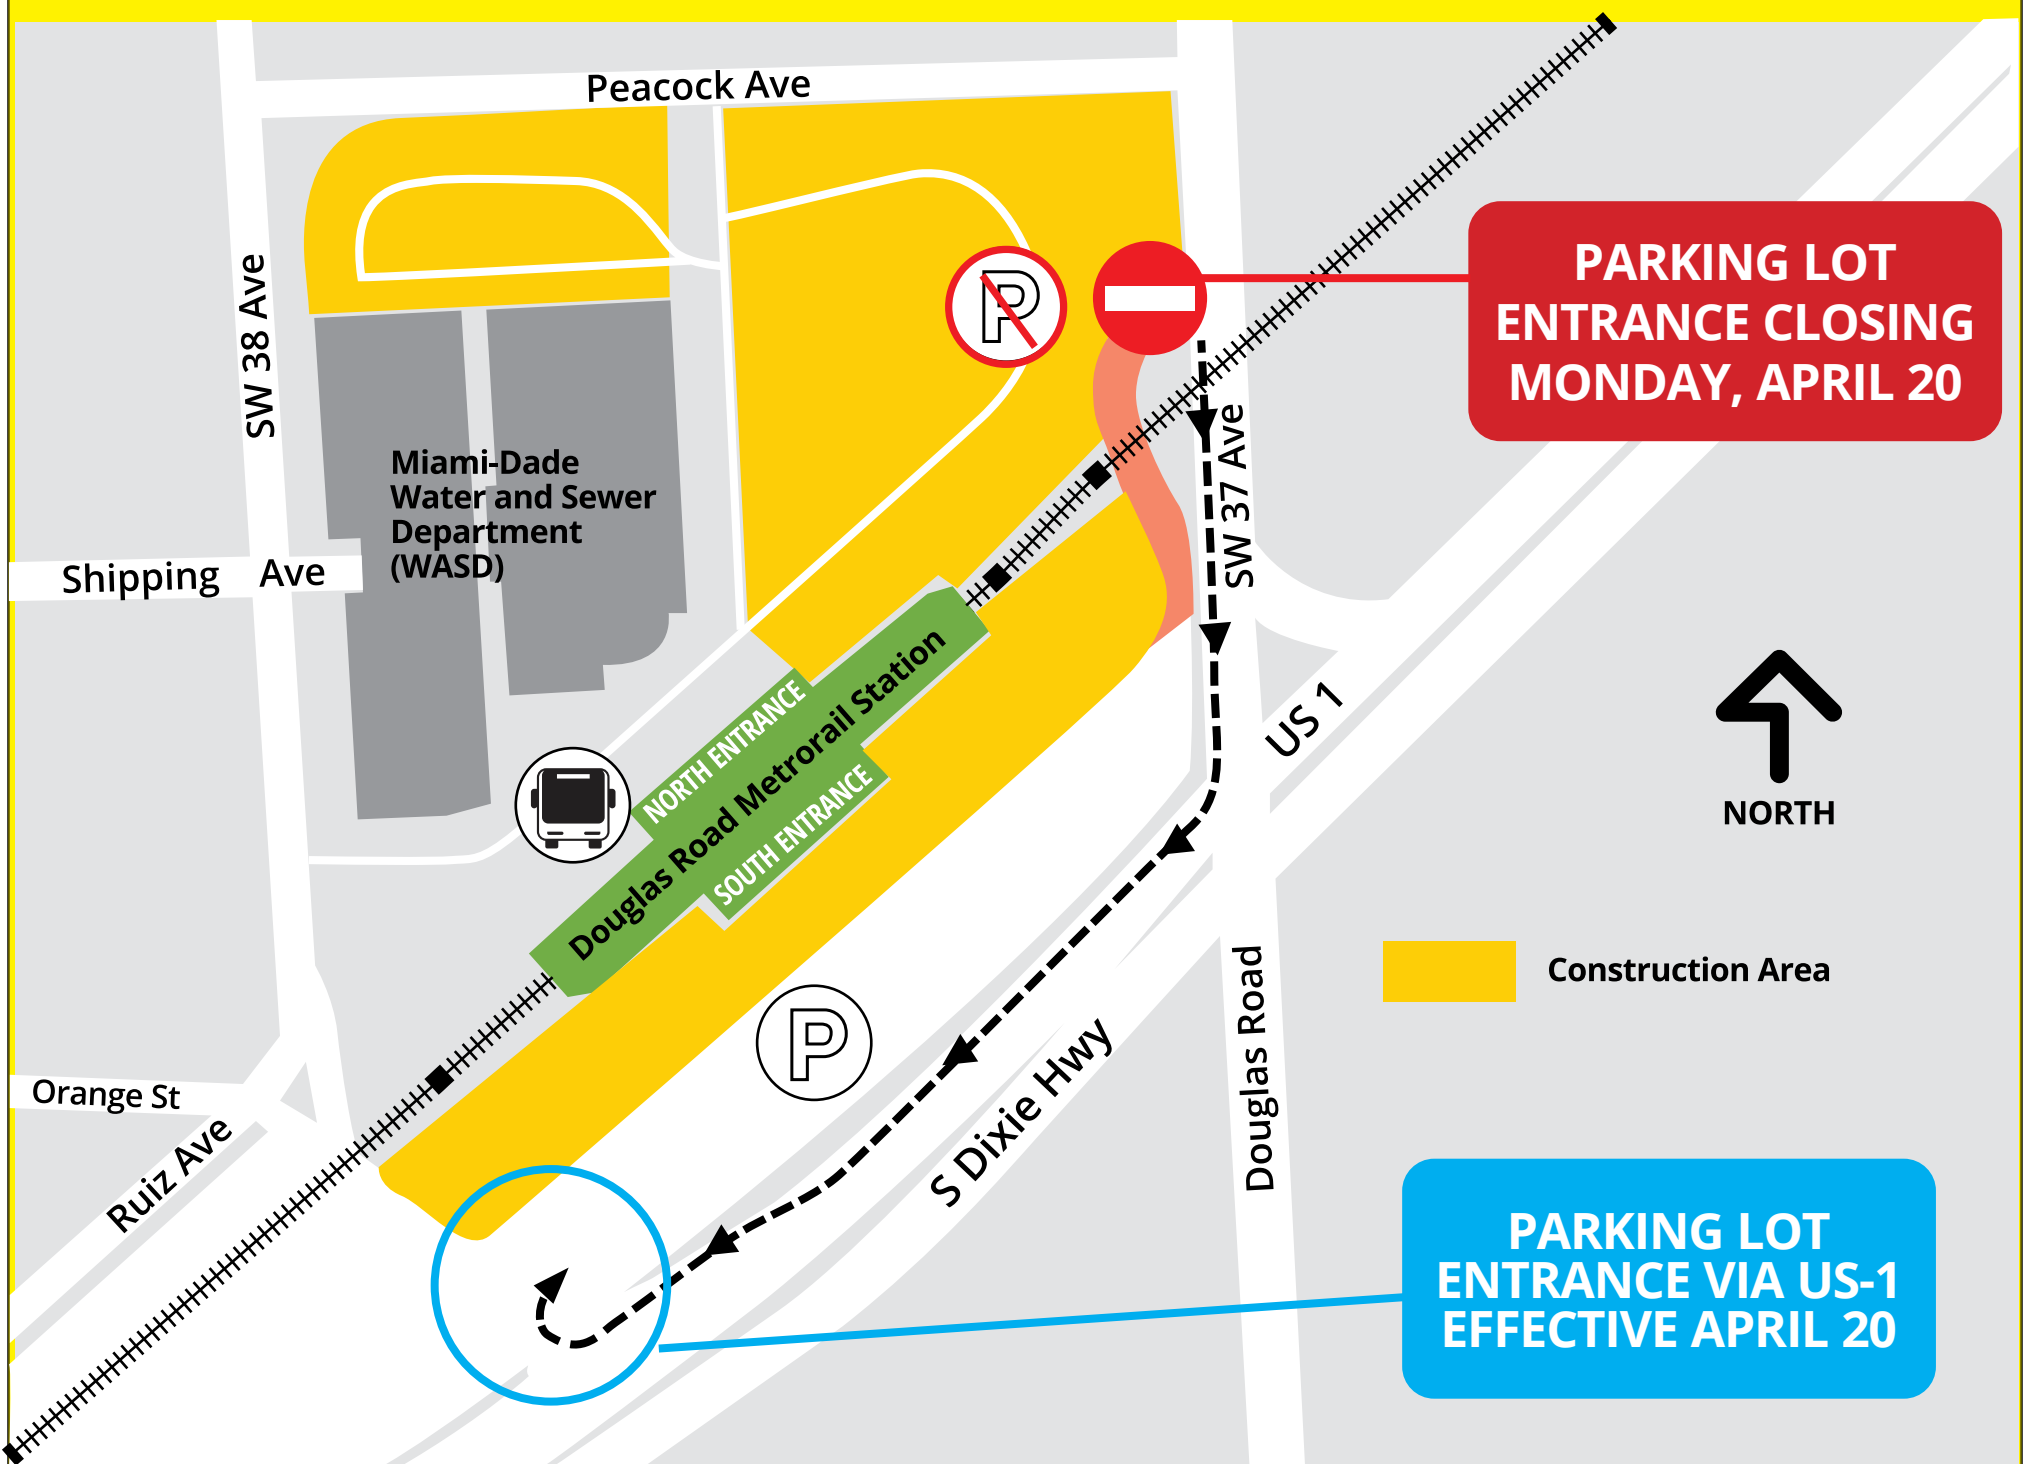 Peacock Ave
SW 38 Ave
P
PARKING LOT
ENTRANCE CLOSING
MONDAY, APRIL 20
SW 37 Ave
Miami-Dade
Water and Sewer
Department
(WASD)
Shipping Ave
NORTH ENTRANCE
Douglas Road Metrorail Station
SOUTH ENTRANCE
US 1
NORTH
Construction Area
P
Douglas Road
S Dixie Hwy
Orange St
Ruiz Ave
PARKING LOT
ENTRANCE VIA US-1
EFFECTIVE APRIL 20